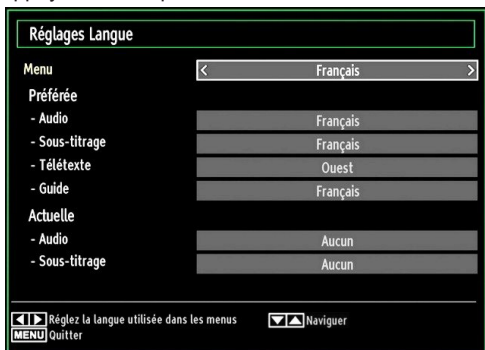 Réglages Langue
Menu < Français >
Préférée
- Audio Français
- Sous-titrage Français
- Télétexte Ouest
- Guide Français
Actuelle
- Audio Aucun
- Sous-titrage Aucun
Réglez la langue utilisée dans les menus Naviguer
MENU Quitter